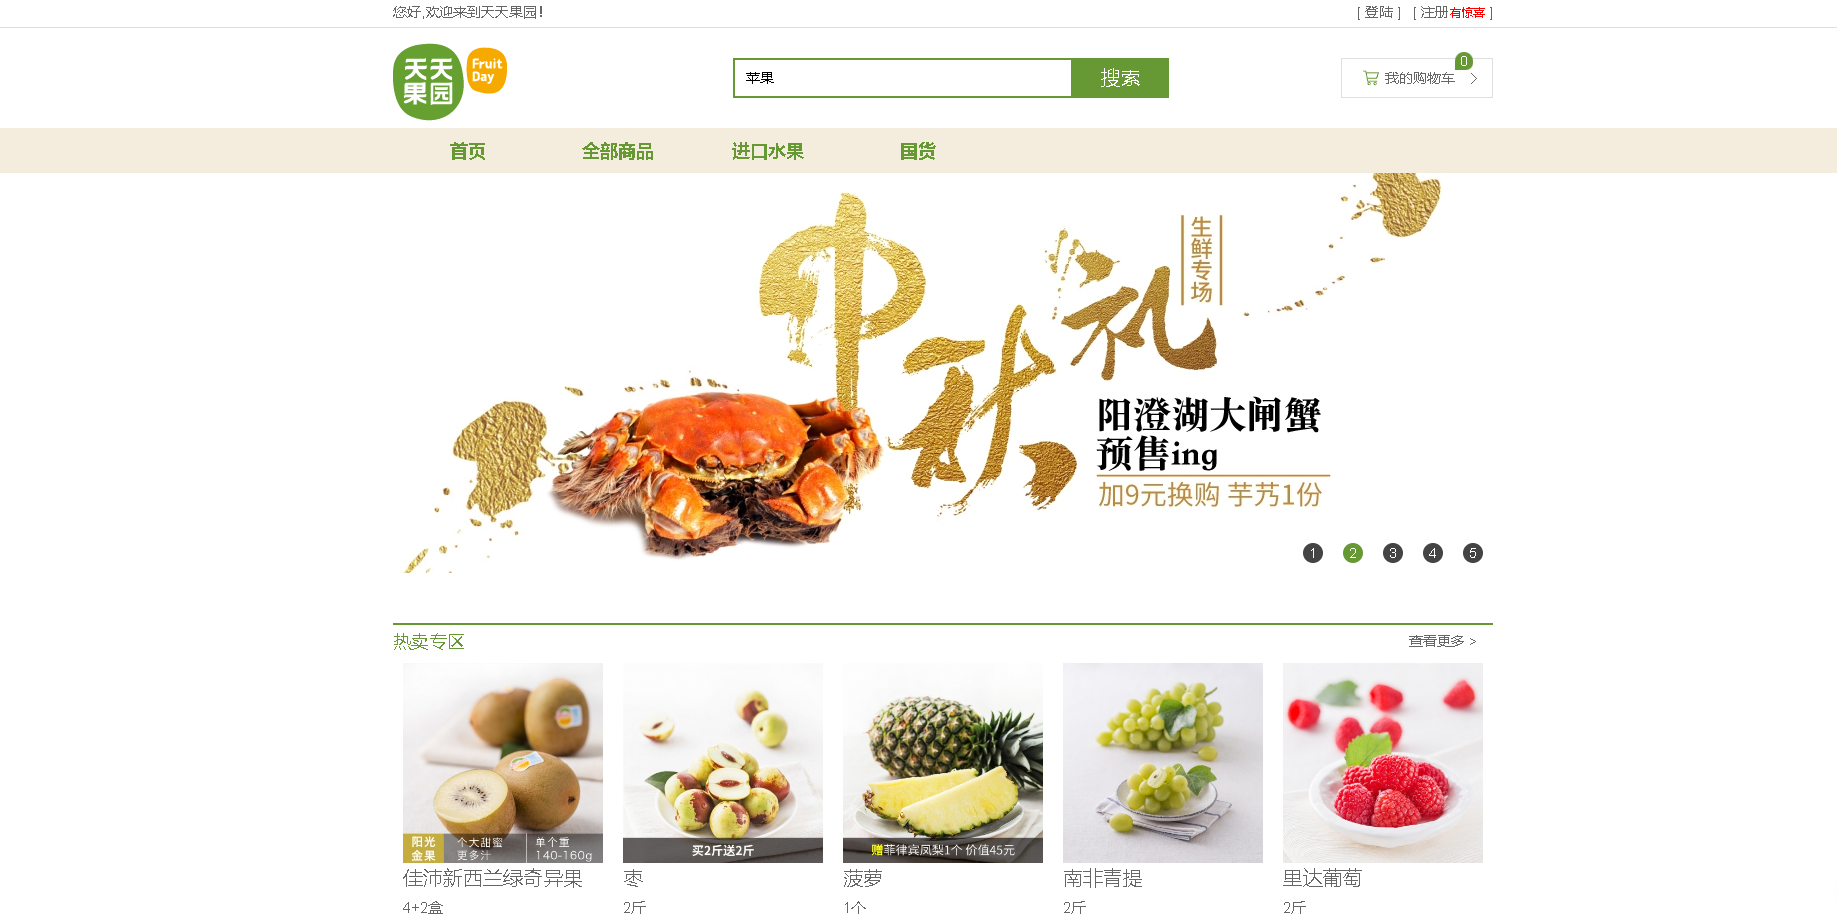 您好,欢迎来到天天果园!
[ 登陆 ] [ 注册有惊喜 ]
天天果园
Fruit
Day
苹果
搜索
我的购物车
0
>
首页 全部商品 进口水果 国货
中秋礼
生鲜专场
阳澄湖大闸蟹
预售ing
加9元换购 芋艿1份
1 2 3 4 5
热卖专区
查看更多 >
阳光金果
个大甜蜜
更多汁
单个重
140-160g
买2斤送2斤
赠菲律宾凤梨1个 价值45元
佳沛新西兰绿奇异果
枣
菠萝
南非青提
里达葡萄
4+2盒
2斤
1个
2斤
2斤